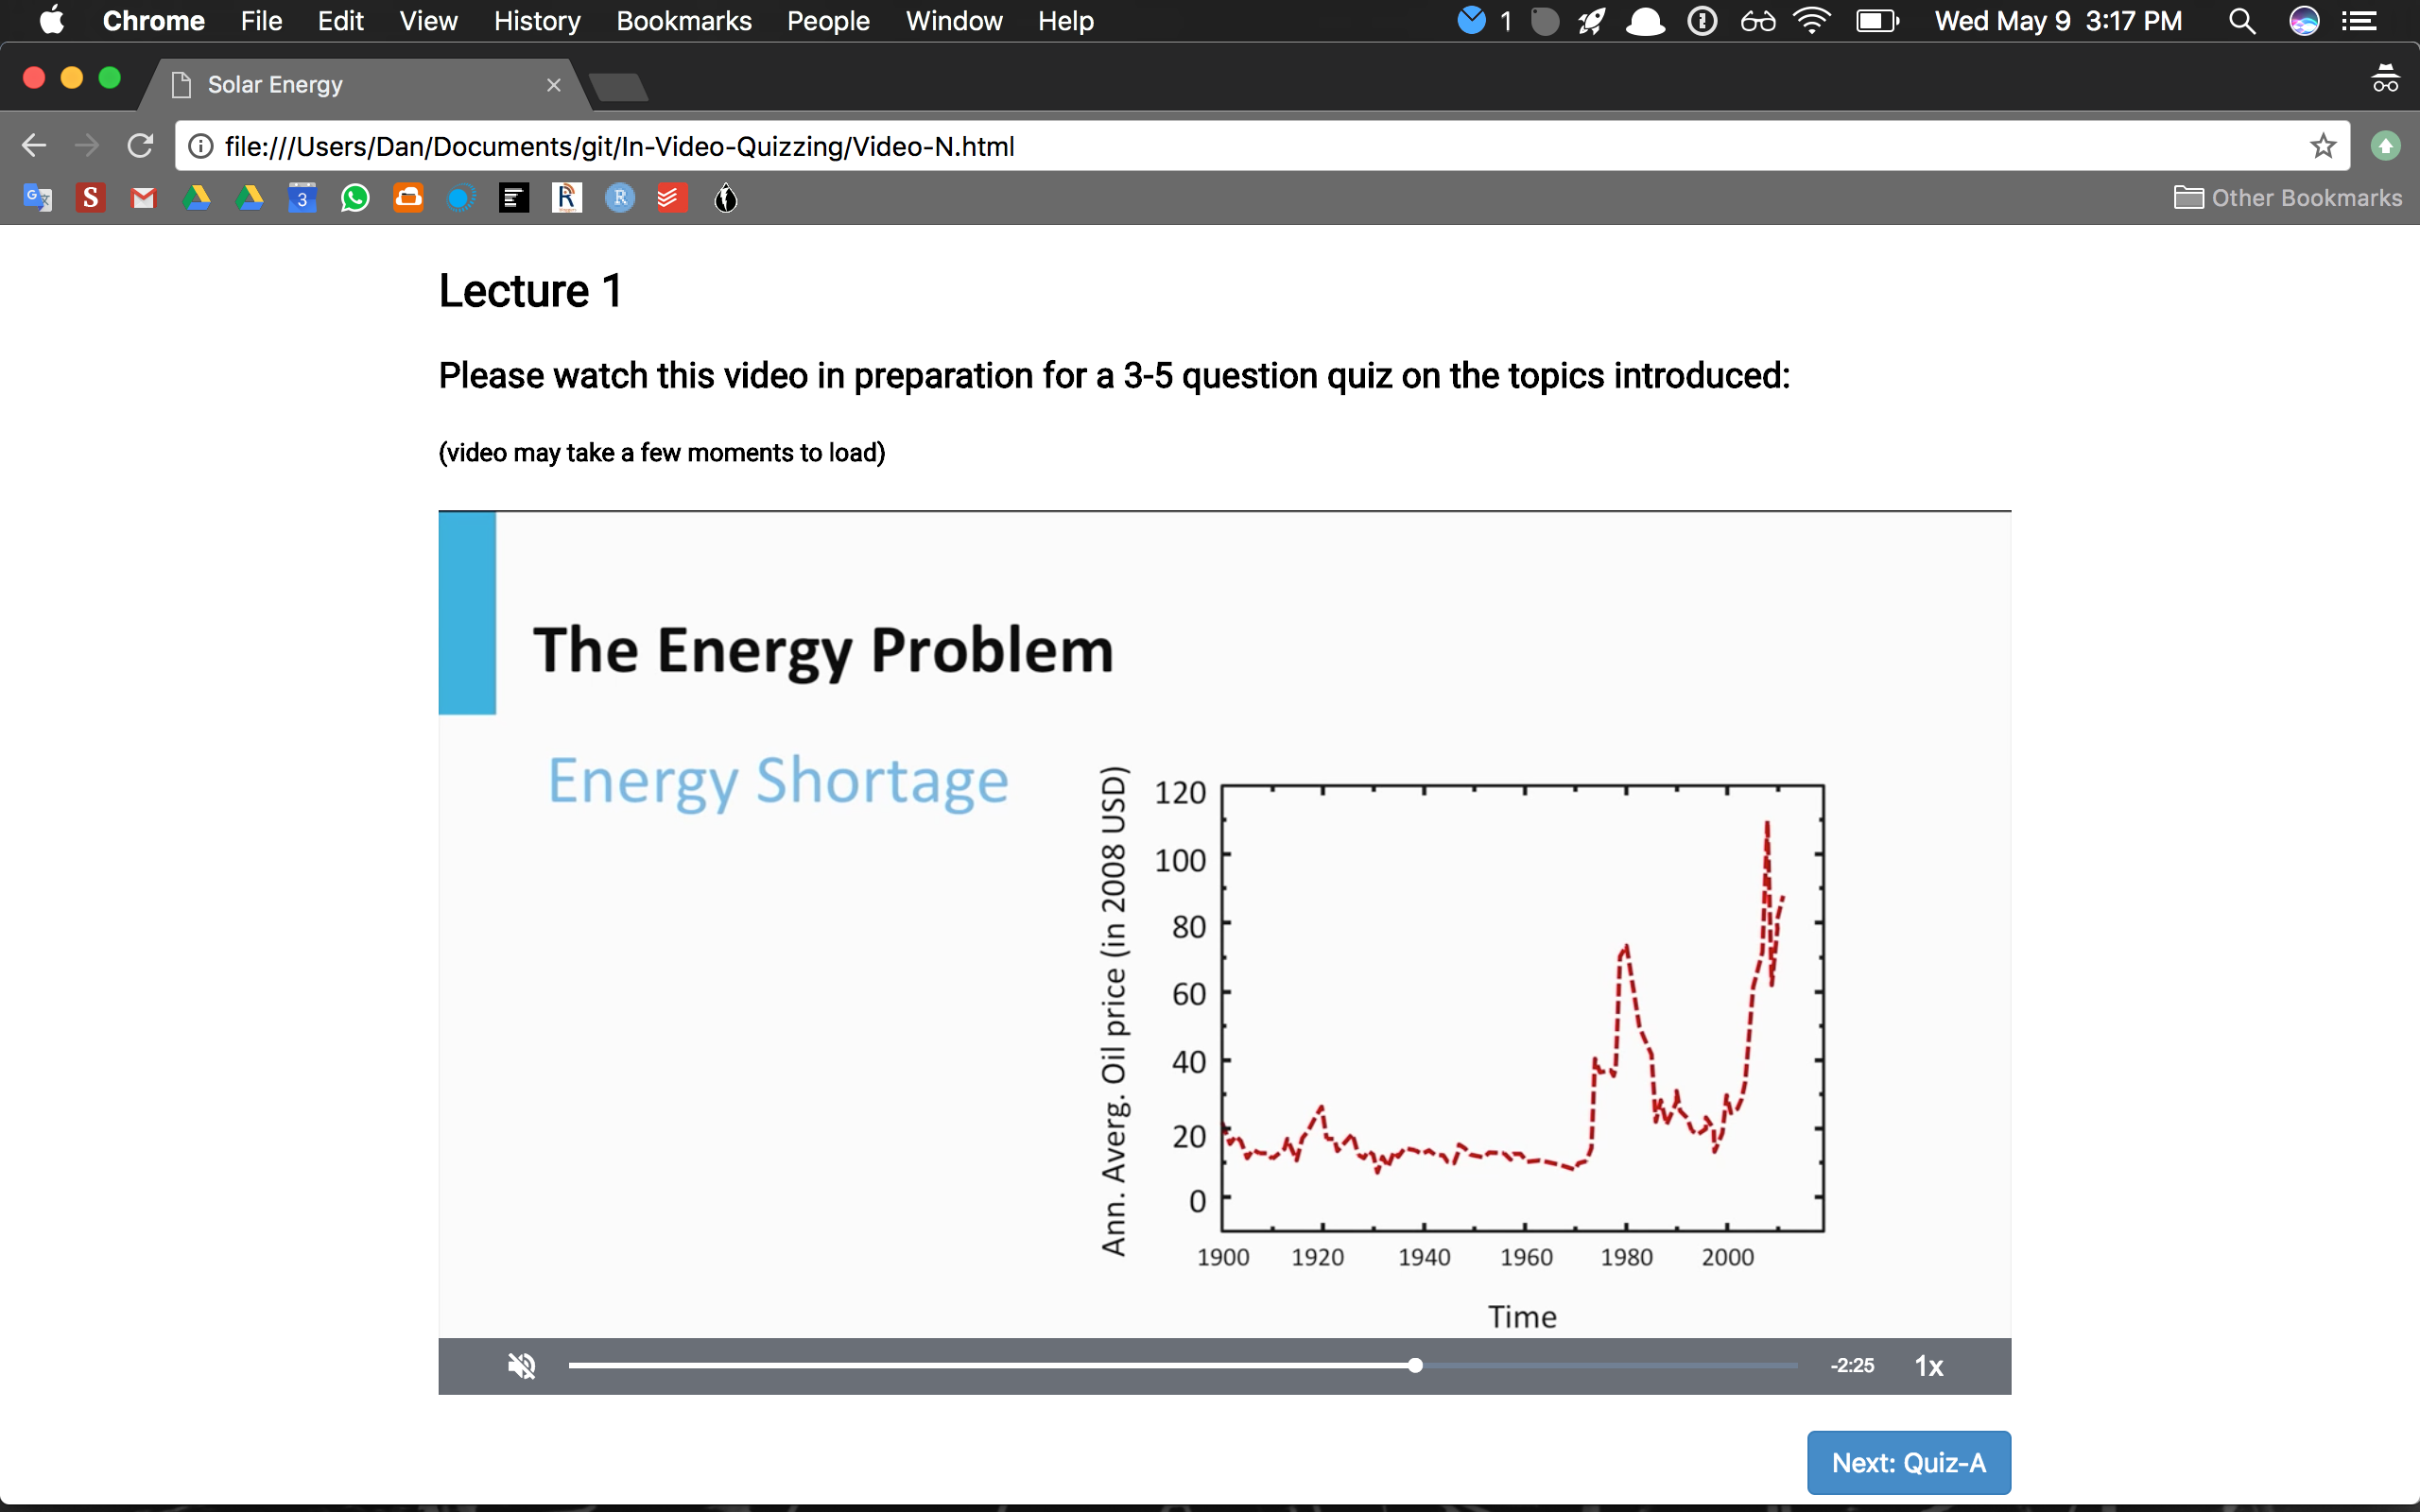 Chrome File Edit View History Bookmarks People Window Help 1 Wed May 9 3:17 PM
Solar Energy
file:///Users/Dan/Documents/git/In-Video-Quizzing/Video-N.html
S 3 R R Other Bookmarks
Lecture 1
Please watch this video in preparation for a 3-5 question quiz on the topics introduced:
(video may take a few moments to load)
The Energy Problem
Energy Shortage
Ann. Averg. Oil price (in 2008 USD)
120
100
80
60
40
20
0
1900 1920 1940 1960 1980 2000
Time
-2:25 1x
Next: Quiz-A